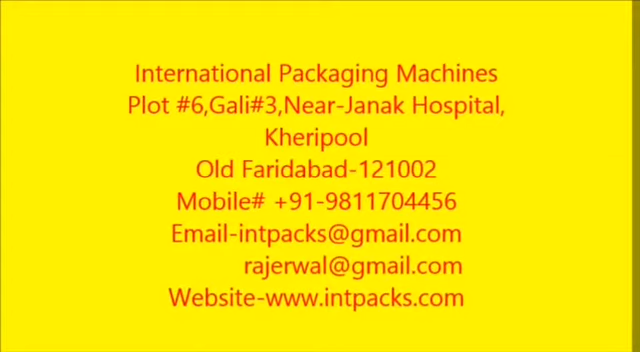 International Packaging Machines
Plot #6,Gali#3,Near-Janak Hospital,
Kheripool
Old Faridabad-121002
Mobile# +91-9811704456
Email-intpacks@gmail.com
rajerwal@gmail.com
Website-www.intpacks.com